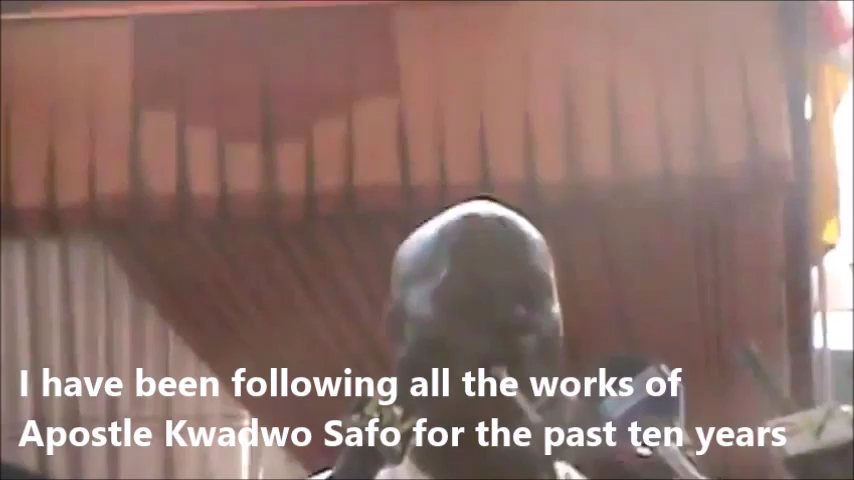 I have been following all the works of
Apostle Kwadwo Safo for the past ten years